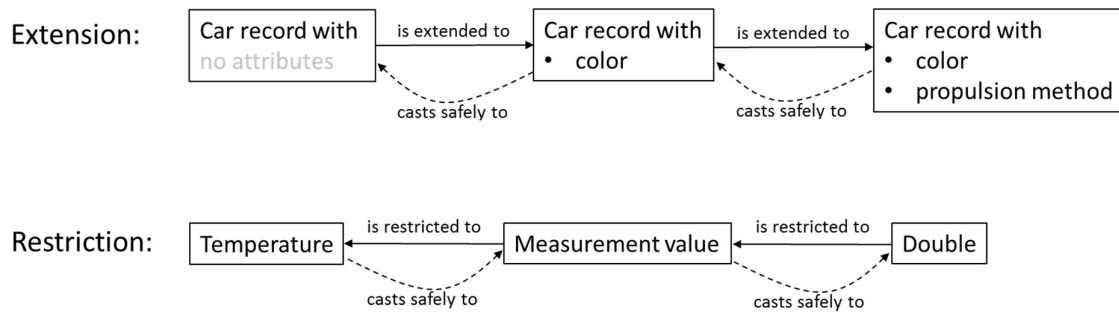 Extension:
Car record with
no attributes
is extended to
casts safely to
Car record with
• color
is extended to
casts safely to
Car record with
• color
• propulsion method
Restriction:
Temperature
is restricted to
casts safely to
Measurement value
is restricted to
casts safely to
Double